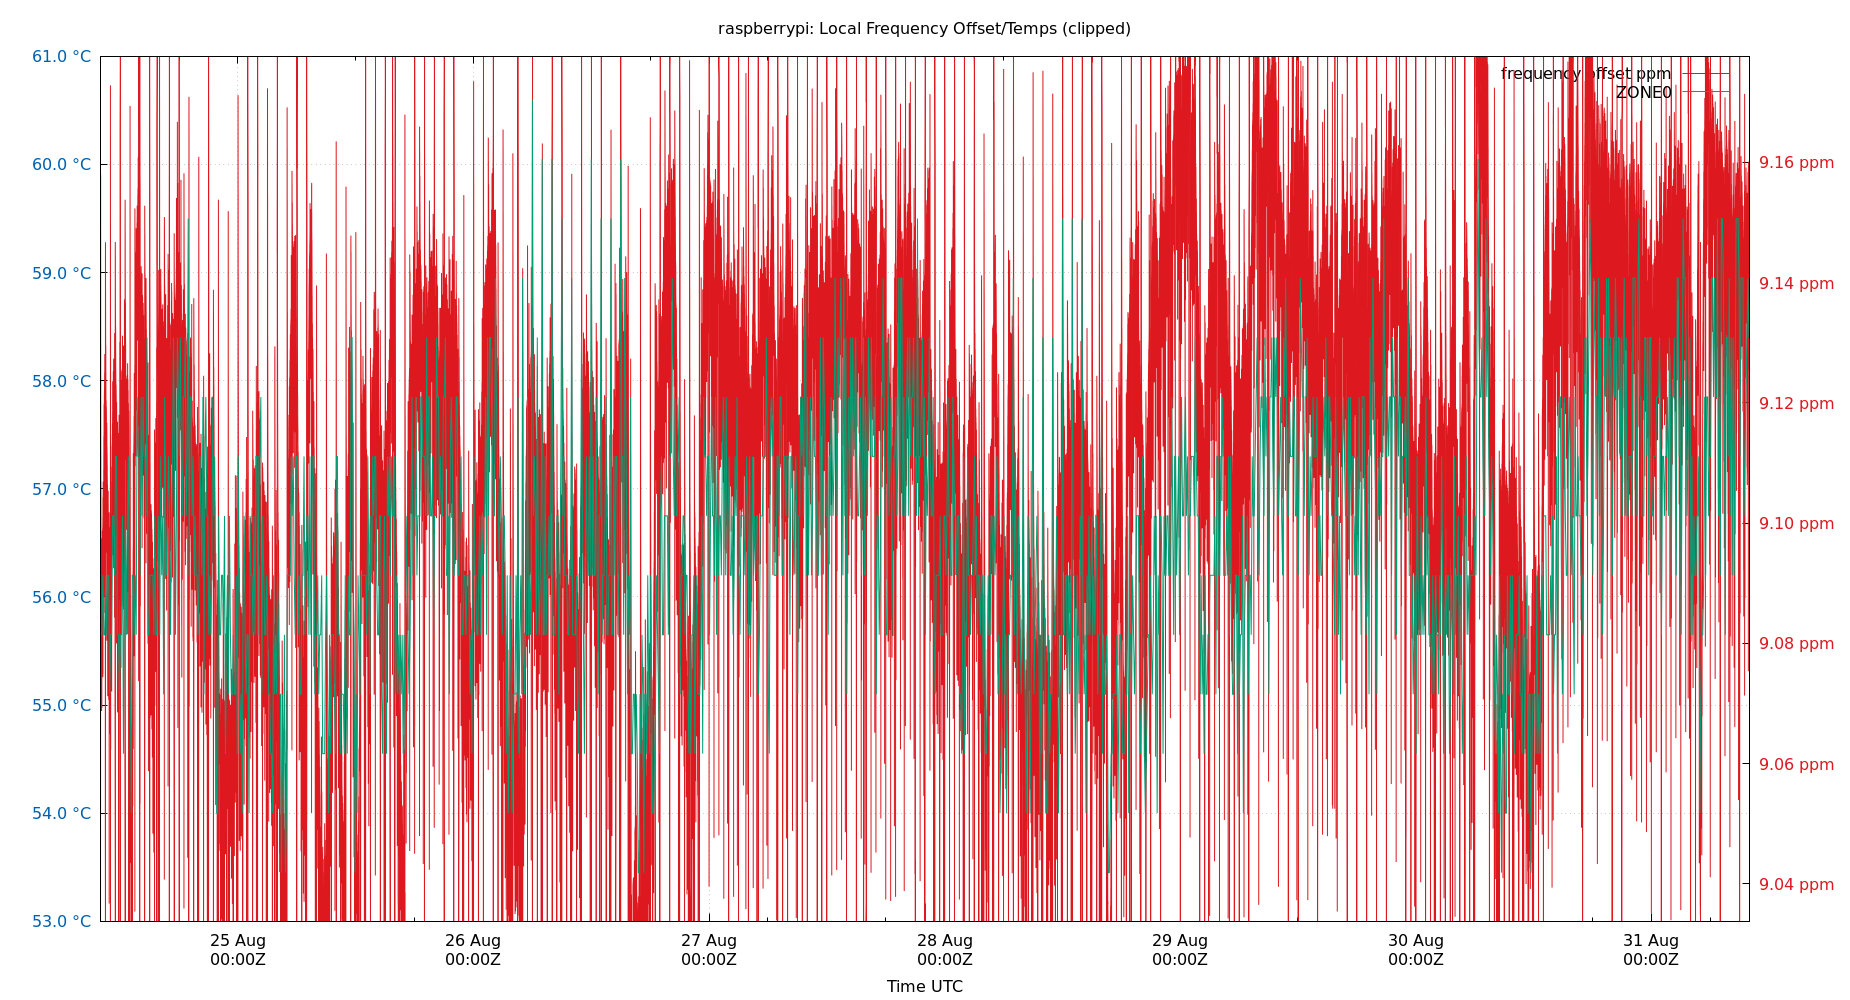 raspberrypi: Local Frequency Offset/Temps (clipped)
61.0 °C
60.0 °C
59.0 °C
58.0 °C
57.0 °C
56.0 °C
55.0 °C
54.0 °C
53.0 °C
frequency offset ppm
ZONE0
9.16 ppm
9.14 ppm
9.12 ppm
9.10 ppm
9.08 ppm
9.06 ppm
9.04 ppm
25 Aug
00:00Z
26 Aug
00:00Z
27 Aug
00:00Z
28 Aug
00:00Z
29 Aug
00:00Z
30 Aug
00:00Z
31 Aug
00:00Z
Time UTC